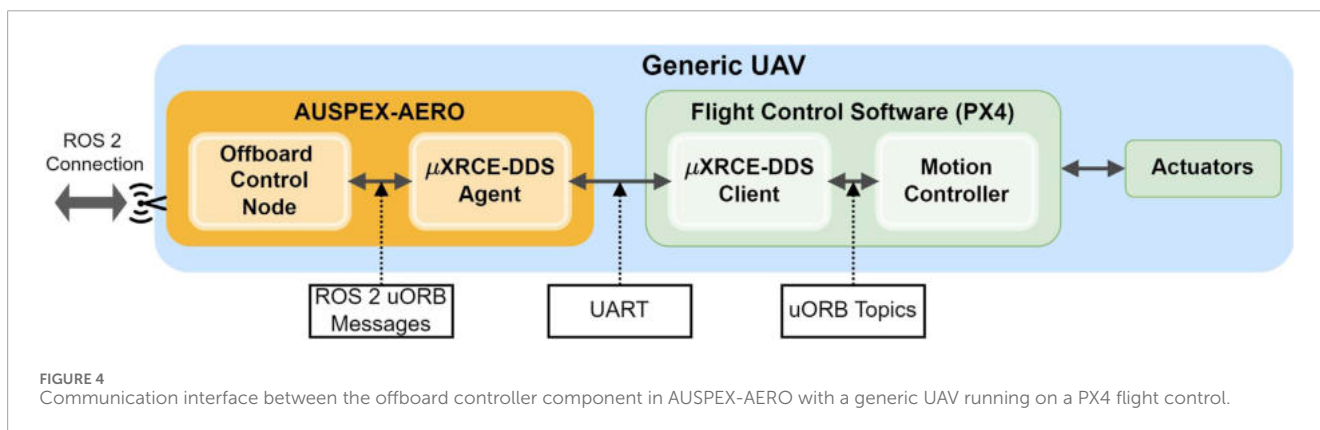 Generic UAV
AUSPEX-AERO
Flight Control Software (PX4)
ROS 2
Connection
Offboard
Control
Node
μXRCE-DDS
Agent
μXRCE-DDS
Client
Motion
Controller
Actuators
ROS 2 uORB
Messages
UART
uORB Topics
FIGURE 4
Communication interface between the offboard controller component in AUSPEX-AERO with a generic UAV running on a PX4 flight control.